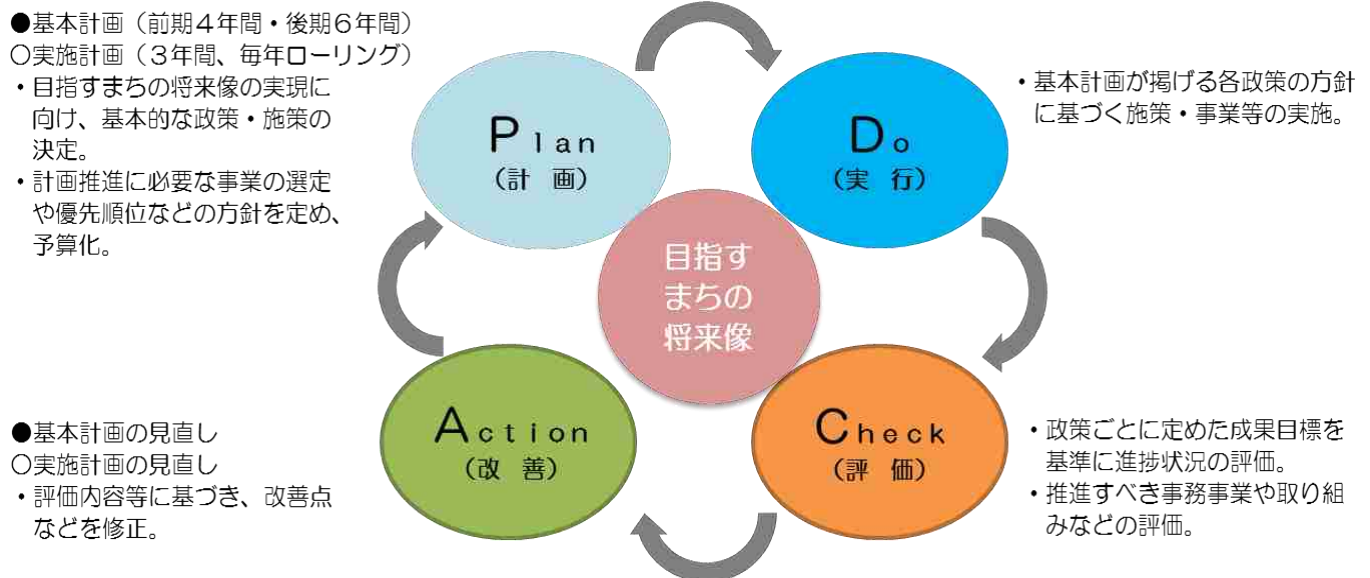 ●基本計画（前期４年間・後期６年間）
○実施計画（３年間、毎年ローリング）
・目指すまちの将来像の実現に
向け、基本的な政策・施策の
決定。
・計画推進に必要な事業の選定
や優先順位などの方針を定め、
予算化。
Ｐｌａｎ
（計　画）
Ｄｏ
（実　行）
・基本計画が掲げる各政策の方針
に基づく施策・事業等の実施。
目指す
まちの
将来像
●基本計画の見直し
○実施計画の見直し
・評価内容等に基づき、改善点
などを修正。
Ａｃｔｉｏｎ
（改　善）
Ｃｈｅｃｋ
（評　価）
・政策ごとに定めた成果目標を
基準に進捗状況の評価。
・推進すべき事務事業や取り組
みなどの評価。